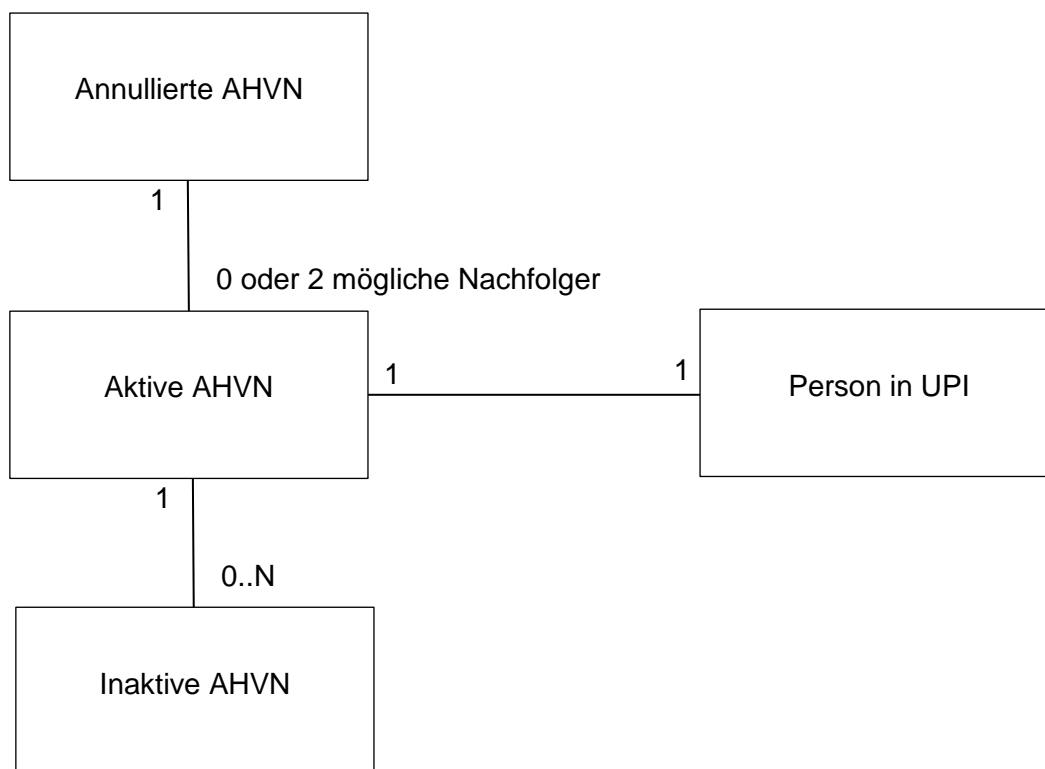 Annullierte AHVN
1
0 oder 2 mögliche Nachfolger
Aktive AHVN
1
1
Person in UPI
1
0..N
Inaktive AHVN